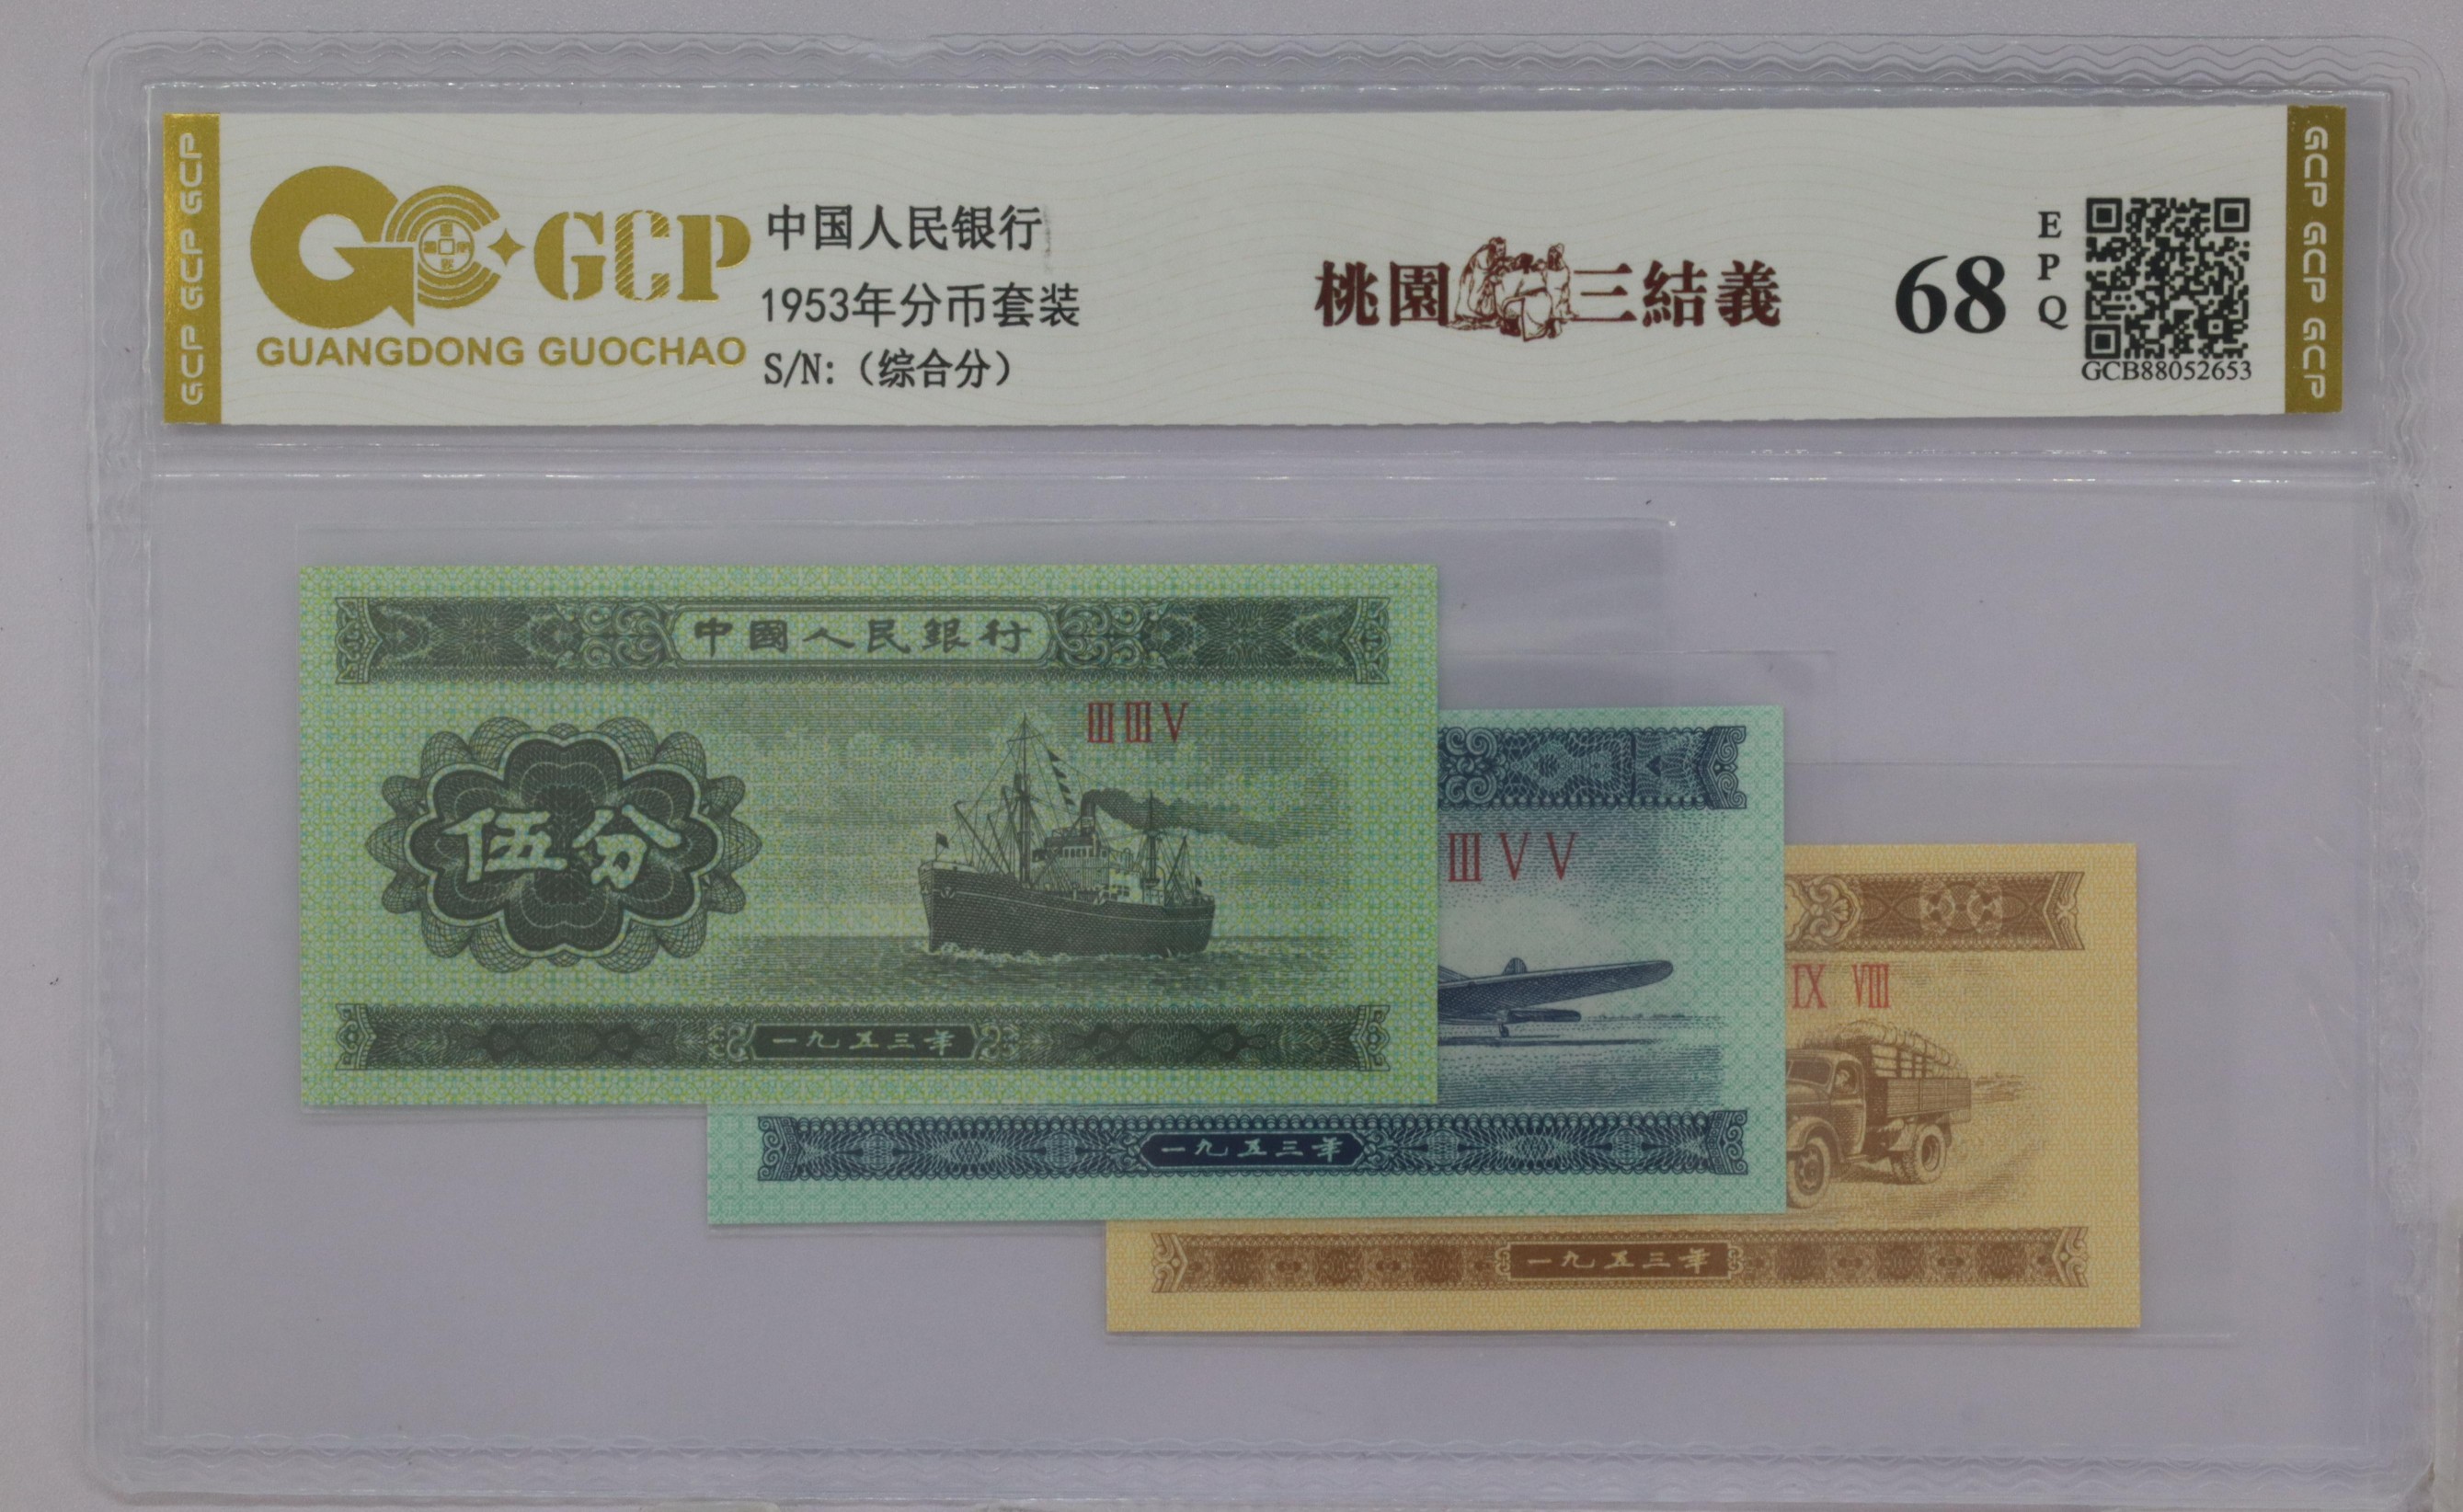 GCP GCP GCP
GCP
GUANGDONG GUOCHAO
中国人民银行
1953年分币套装
S/N:（综合分）
桃園三結義
68
EPQ
GCB88052653
GCP GCP GCP
中國人民銀行
ⅢⅢⅤ
伍分
一九五三年
ⅢⅤⅤ
一九五三年
Ⅸ Ⅷ
一九五三年